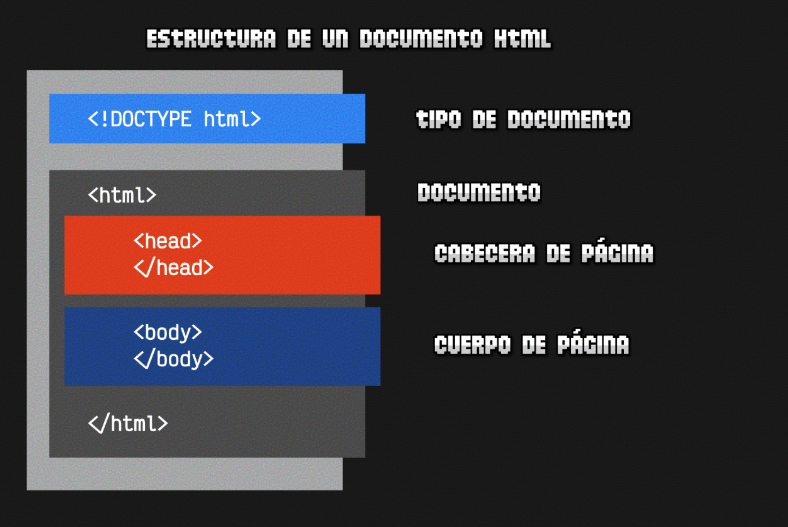 ESTRUCTURA DE UN DOCUMENTO HTML
<!DOCTYPE html>
TIPO DE DOCUMENTO
<html>
DOCUMENTO
<head>
</head>
CABECERA DE PÁGINA
<body>
</body>
CUERPO DE PÁGINA
</html>